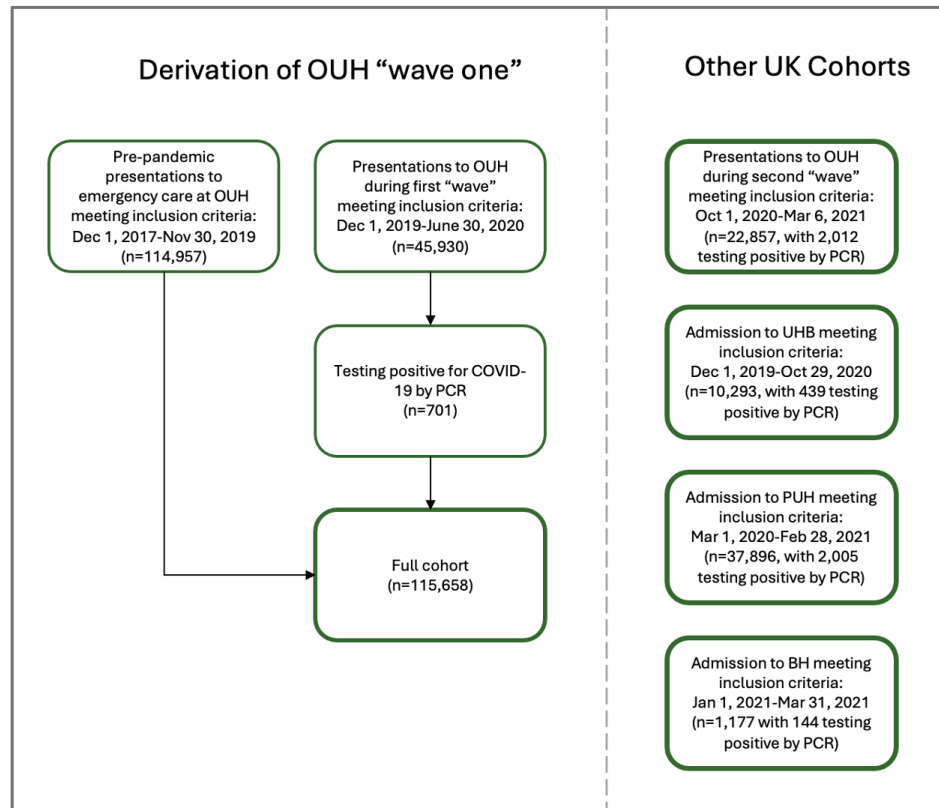 Derivation of OUH “wave one”
Pre-pandemic
presentations to
emergency care at OUH
meeting inclusion criteria:
Dec 1, 2017-Nov 30, 2019
(n=114,957)
Presentations to OUH
during first “wave”
meeting inclusion criteria:
Dec 1, 2019-June 30, 2020
(n=45,930)
Testing positive for COVID-
19 by PCR
(n=701)
Full cohort
(n=115,658)
Other UK Cohorts
Presentations to OUH
during second “wave”
meeting inclusion criteria:
Oct 1, 2020-Mar 6, 2021
(n=22,857, with 2,012
testing positive by PCR)
Admission to UHB meeting
inclusion criteria:
Dec 1, 2019-Oct 29, 2020
(n=10,293, with 439 testing
positive by PCR)
Admission to PUH meeting
inclusion criteria:
Mar 1, 2020-Feb 28, 2021
(n=37,896, with 2,005
testing positive by PCR)
Admission to BH meeting
inclusion criteria:
Jan 1, 2021-Mar 31, 2021
(n=1,177 with 144 testing
positive by PCR)